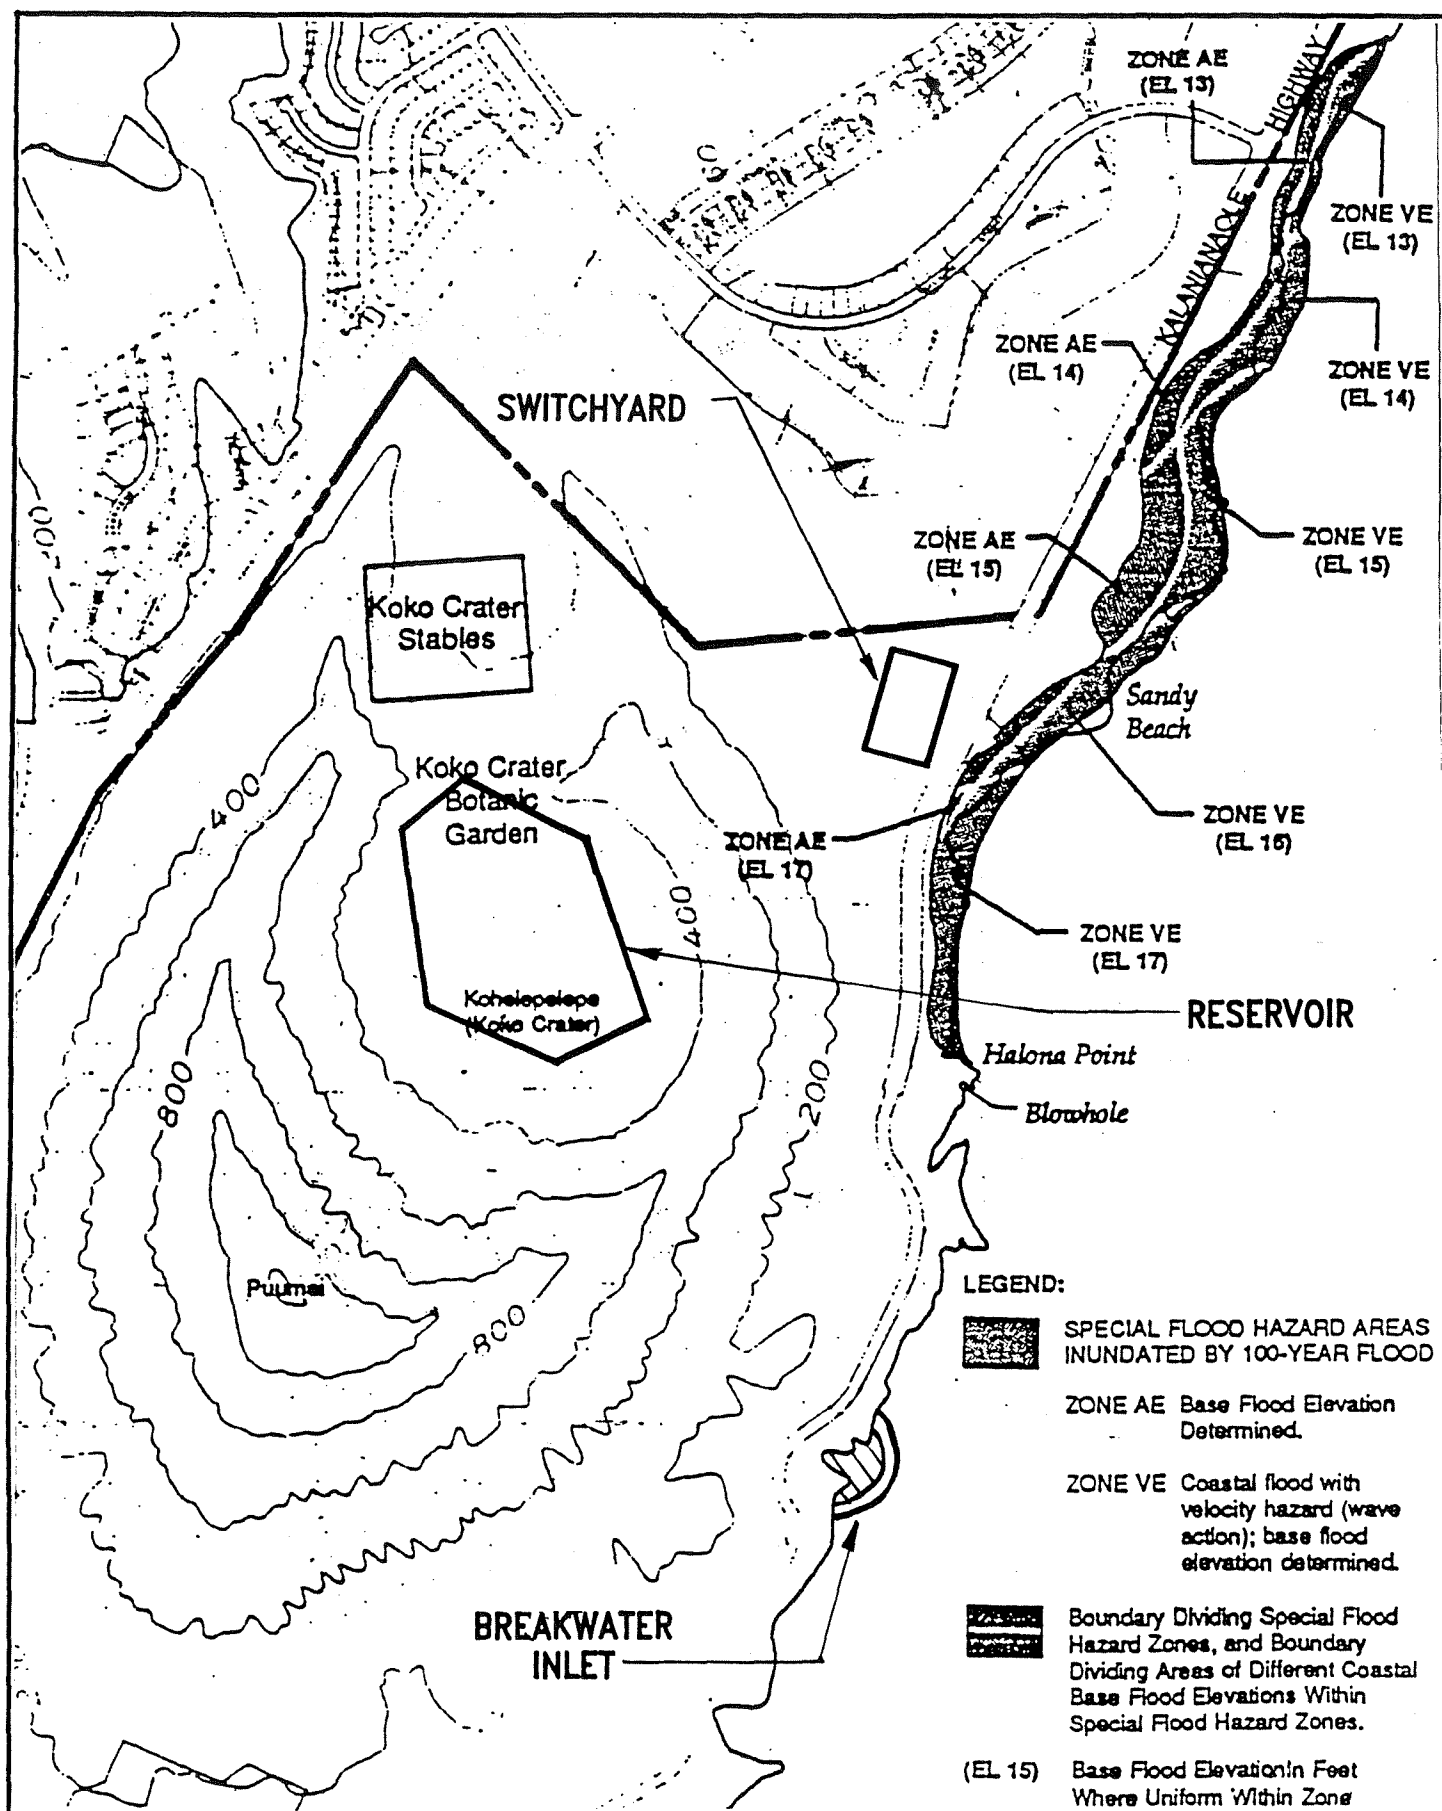 ZONE AE
(EL 13)
KALANIANAOLE HIGHWAY
ZONE VE
(EL 13)
ZONE AE
(EL 14)
ZONE VE
(EL 14)
SWITCHYARD
ZONE AE
(EL 15)
ZONE VE
(EL 15)
Koko Crater
Stables
Sandy
Beach
Koko Crater
Botanic
Garden
400
ZONE VE
(EL 16)
ZONE AE
(EL 17)
400
ZONE VE
(EL 17)
Kohelepelepe
(Koko Crater)
RESERVOIR
Halona Point
800
200
Blowhole
Puumai
800
LEGEND:
SPECIAL FLOOD HAZARD AREAS
INUNDATED BY 100-YEAR FLOOD
ZONE AE Base Flood Elevation
Determined.
ZONE VE Coastal flood with
velocity hazard (wave
action); base flood
elevation determined.
BREAKWATER
INLET
Boundary Dividing Special Flood
Hazard Zones, and Boundary
Dividing Areas of Different Coastal
Base Flood Elevations Within
Special Flood Hazard Zones.
(EL 15) Base Flood Elevation in Feet
Where Uniform Within Zone